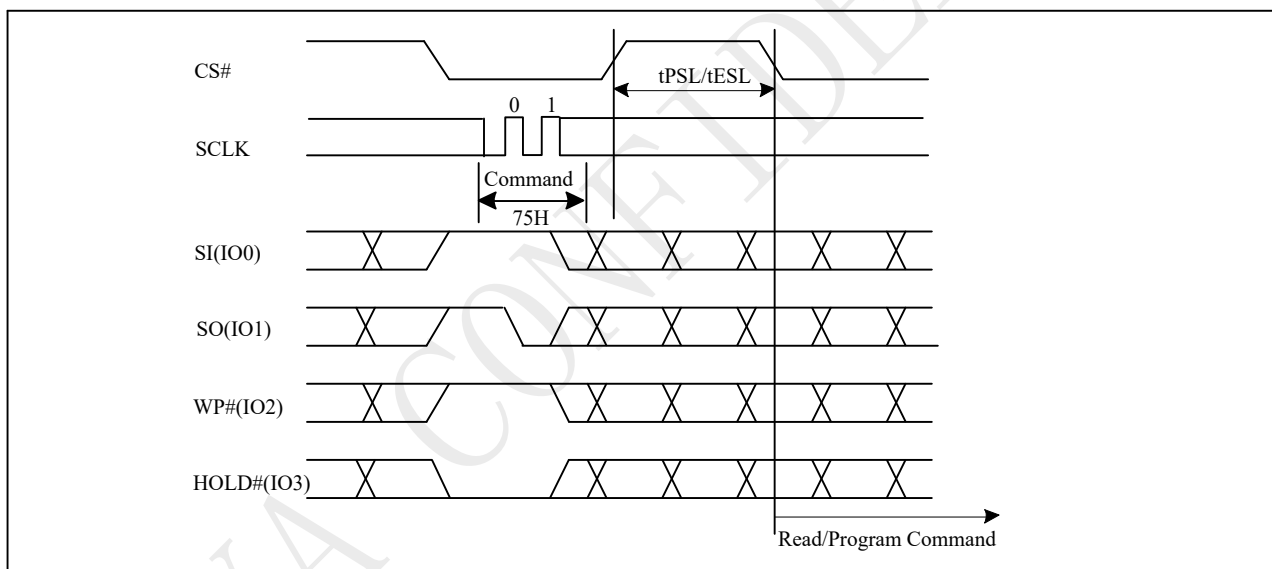 CS#
tPSL/tESL
0 1
SCLK
Command
75H
SI(IO0)
SO(IO1)
WP#(IO2)
HOLD#(IO3)
Read/Program Command